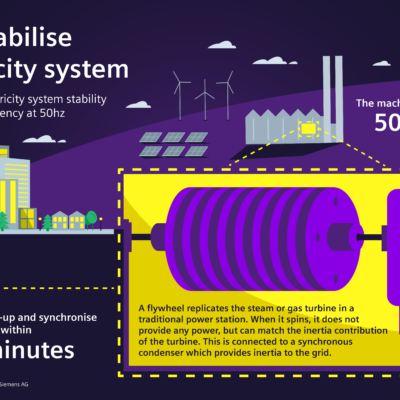 abilise
city system
ricity system stability
ency at 50hz
The mach
50
-up and synchronise
within
minutes
A flywheel replicates the steam or gas turbine in a
traditional power station. When it spins, it does not
provide any power, but can match the inertia contribution
of the turbine. This is connected to a synchronous
condenser which provides inertia to the grid.
Siemens AG